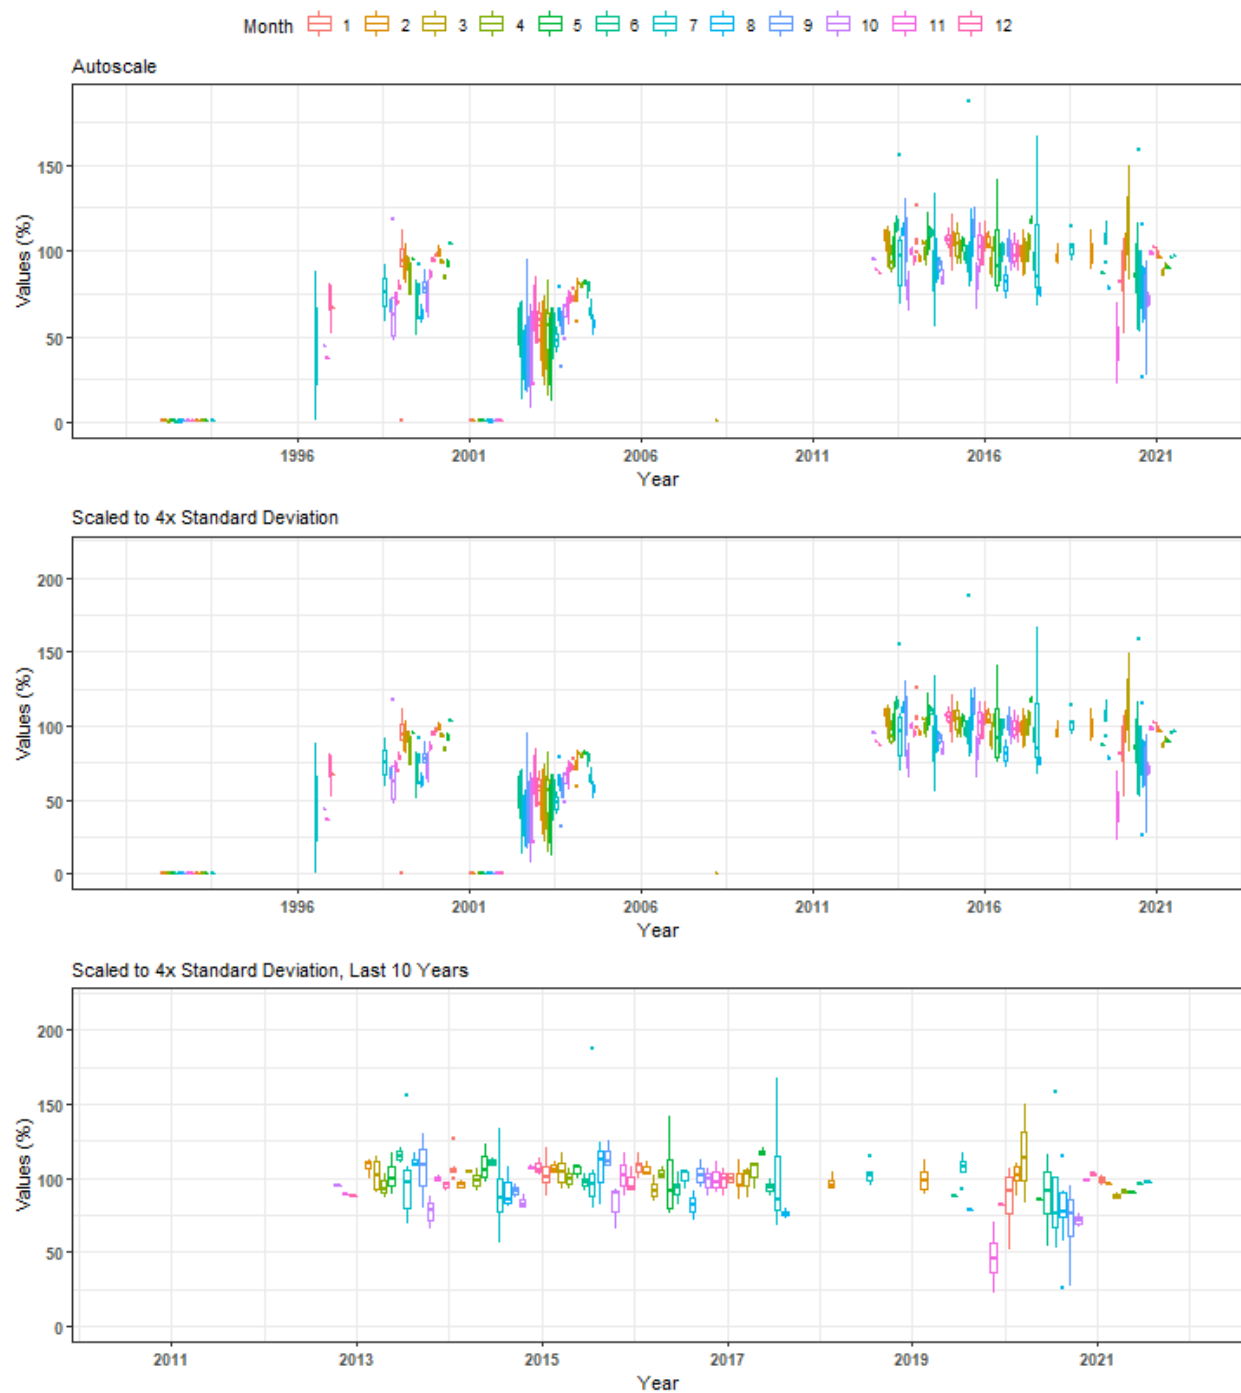 Month 1 2 3 4 5 6 7 8 9 10 11 12
Autoscale
Values (%)
150
100
50
0
1996 2001 2006 2011 2016 2021
Year
Scaled to 4x Standard Deviation
Values (%)
200
150
100
50
0
1996 2001 2006 2011 2016 2021
Year
Scaled to 4x Standard Deviation, Last 10 Years
Values (%)
200
150
100
50
0
2011 2013 2015 2017 2019 2021
Year